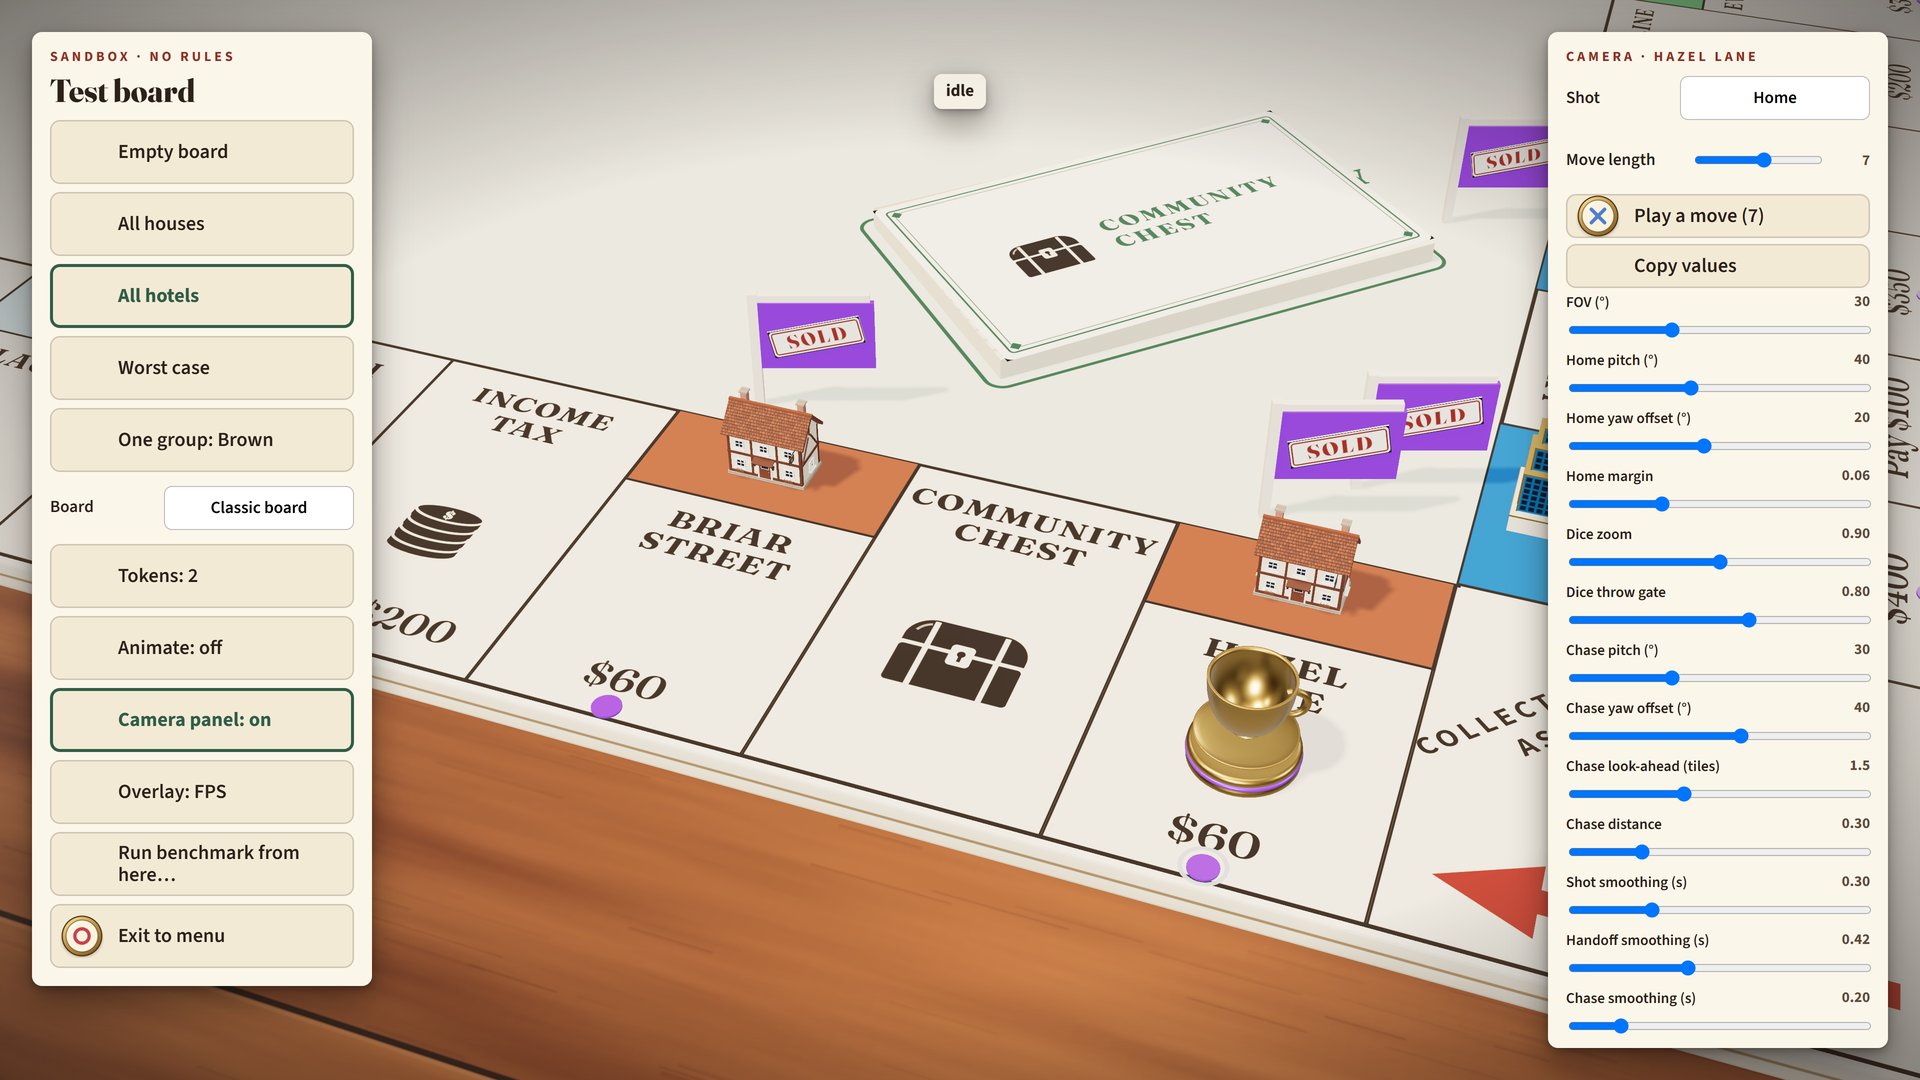 SANDBOX · NO RULES
Test board
Empty board
All houses
All hotels
Worst case
One group: Brown
Board
Classic board
Tokens: 2
Animate: off
Camera panel: on
Overlay: FPS
Run benchmark from
here…
Exit to menu
idle
COMMUNITY
CHEST
SOLD
SOLD
SOLD
SOLD
INCOME
TAX
$200
BRIAR
STREET
$60
COMMUNITY
CHEST
$60
COLLECT
CAMERA · HAZEL LANE
Shot
Home
Move length
7
Play a move (7)
Copy values
FOV (°)
30
Home pitch (°)
40
Home yaw offset (°)
20
Home margin
0.06
Dice zoom
0.90
Dice throw gate
0.80
Chase pitch (°)
30
Chase yaw offset (°)
40
Chase look-ahead (tiles)
1.5
Chase distance
0.30
Shot smoothing (s)
0.30
Handoff smoothing (s)
0.42
Chase smoothing (s)
0.20
$200
Pay $100
$400